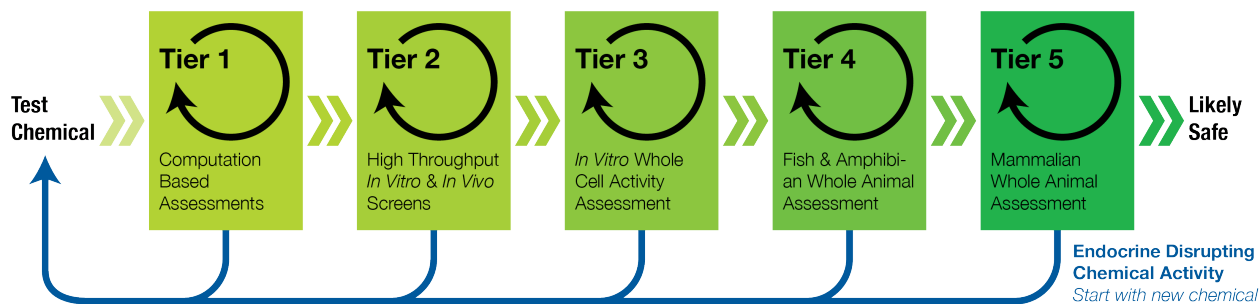 Test
Chemical
Tier 1
Computation
Based
Assessments
Tier 2
High Throughput
In Vitro & In Vivo
Screens
Tier 3
In Vitro Whole
Cell Activity
Assessment
Tier 4
Fish & Amphibi-
an Whole Animal
Assessment
Tier 5
Mammalian
Whole Animal
Assessment
Likely
Safe
Endocrine Disrupting
Chemical Activity
Start with new chemical